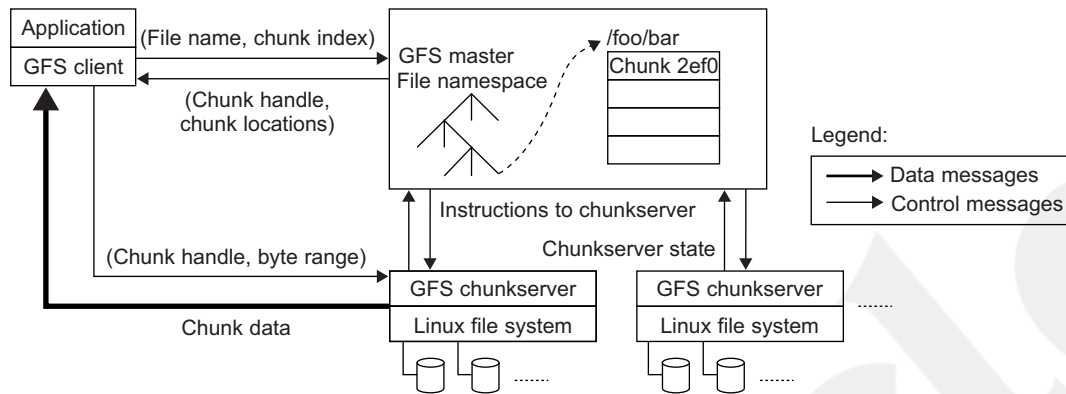 Application
GFS client
(File name, chunk index)
(Chunk handle,
chunk locations)
GFS master
File namespace
/foo/bar
Chunk 2ef0
Legend:
Data messages
Control messages
Instructions to chunkserver
Chunkserver state
(Chunk handle, byte range)
Chunk data
GFS chunkserver
Linux file system
GFS chunkserver
Linux file system